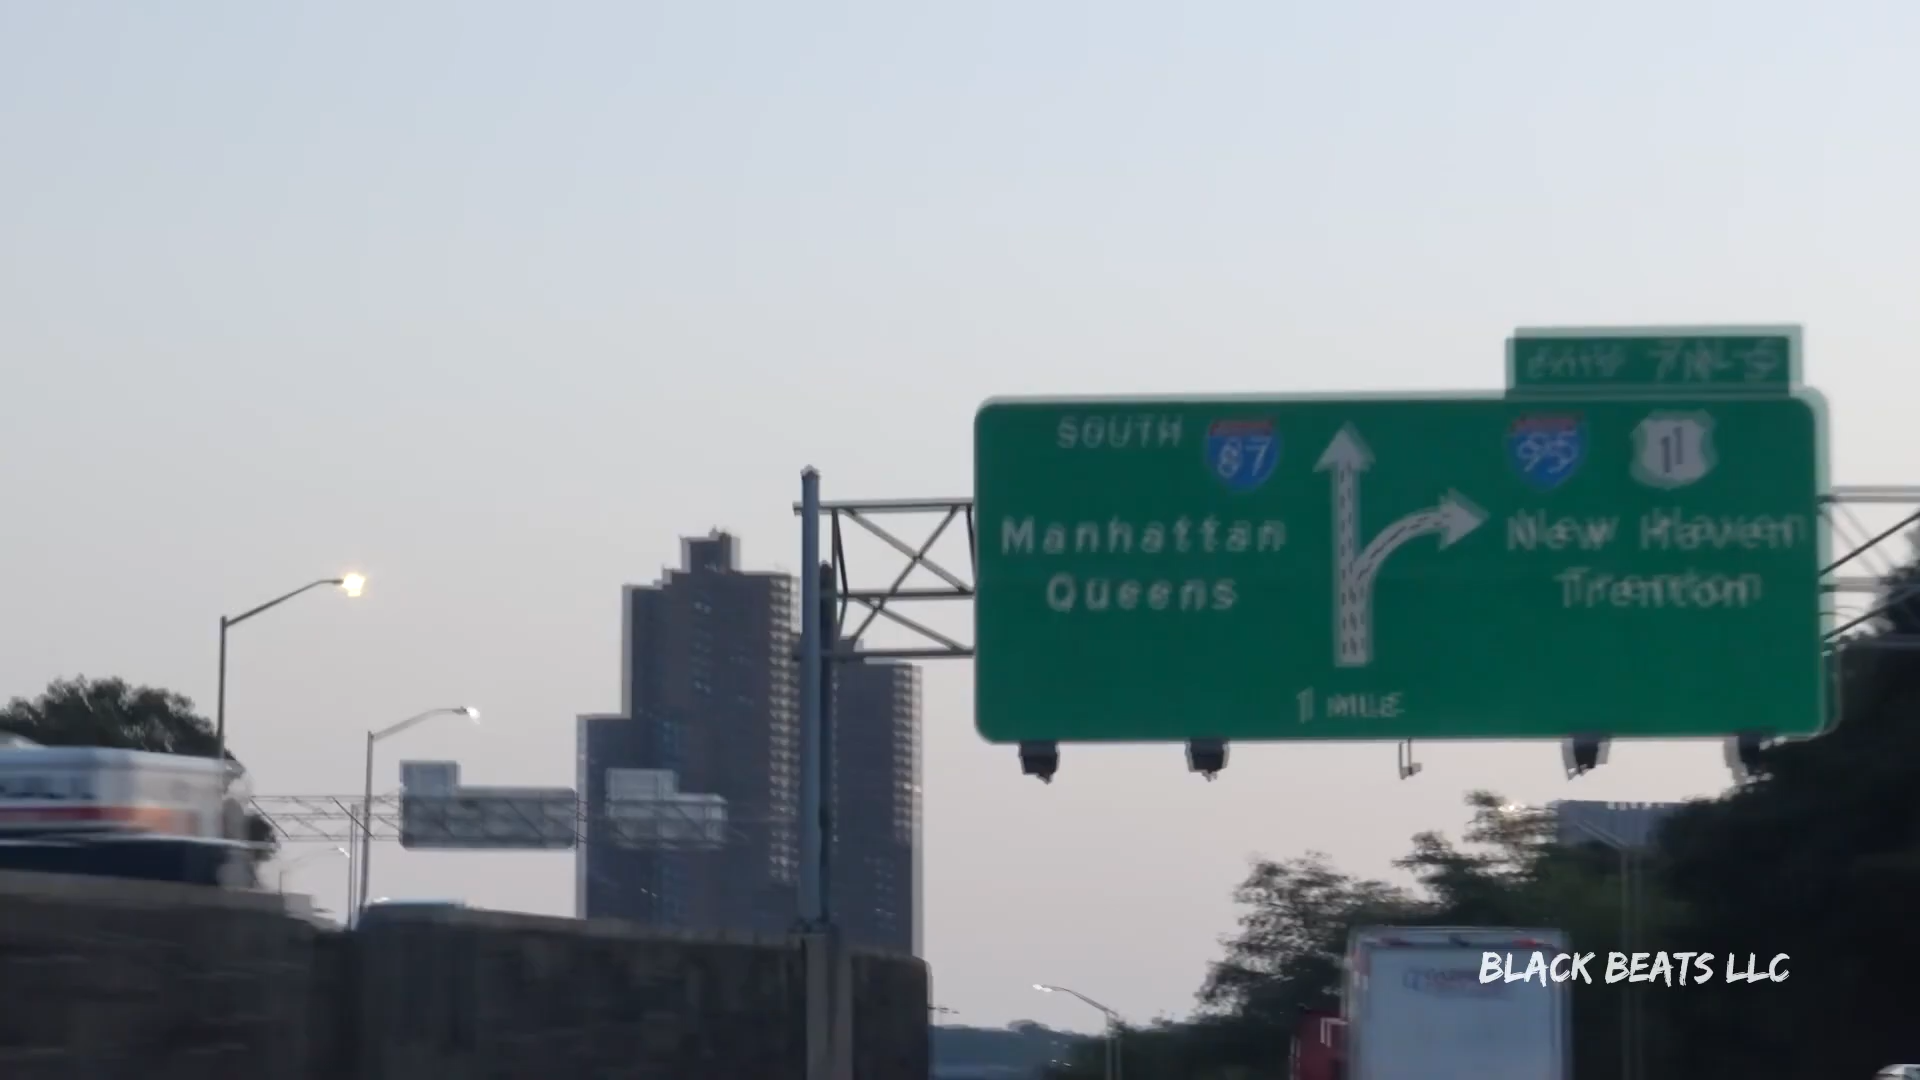 SOUTH 87
Manhattan
Queens
95 1
New Haven
Trenton
1 MILE
BLACK BEATS LLC